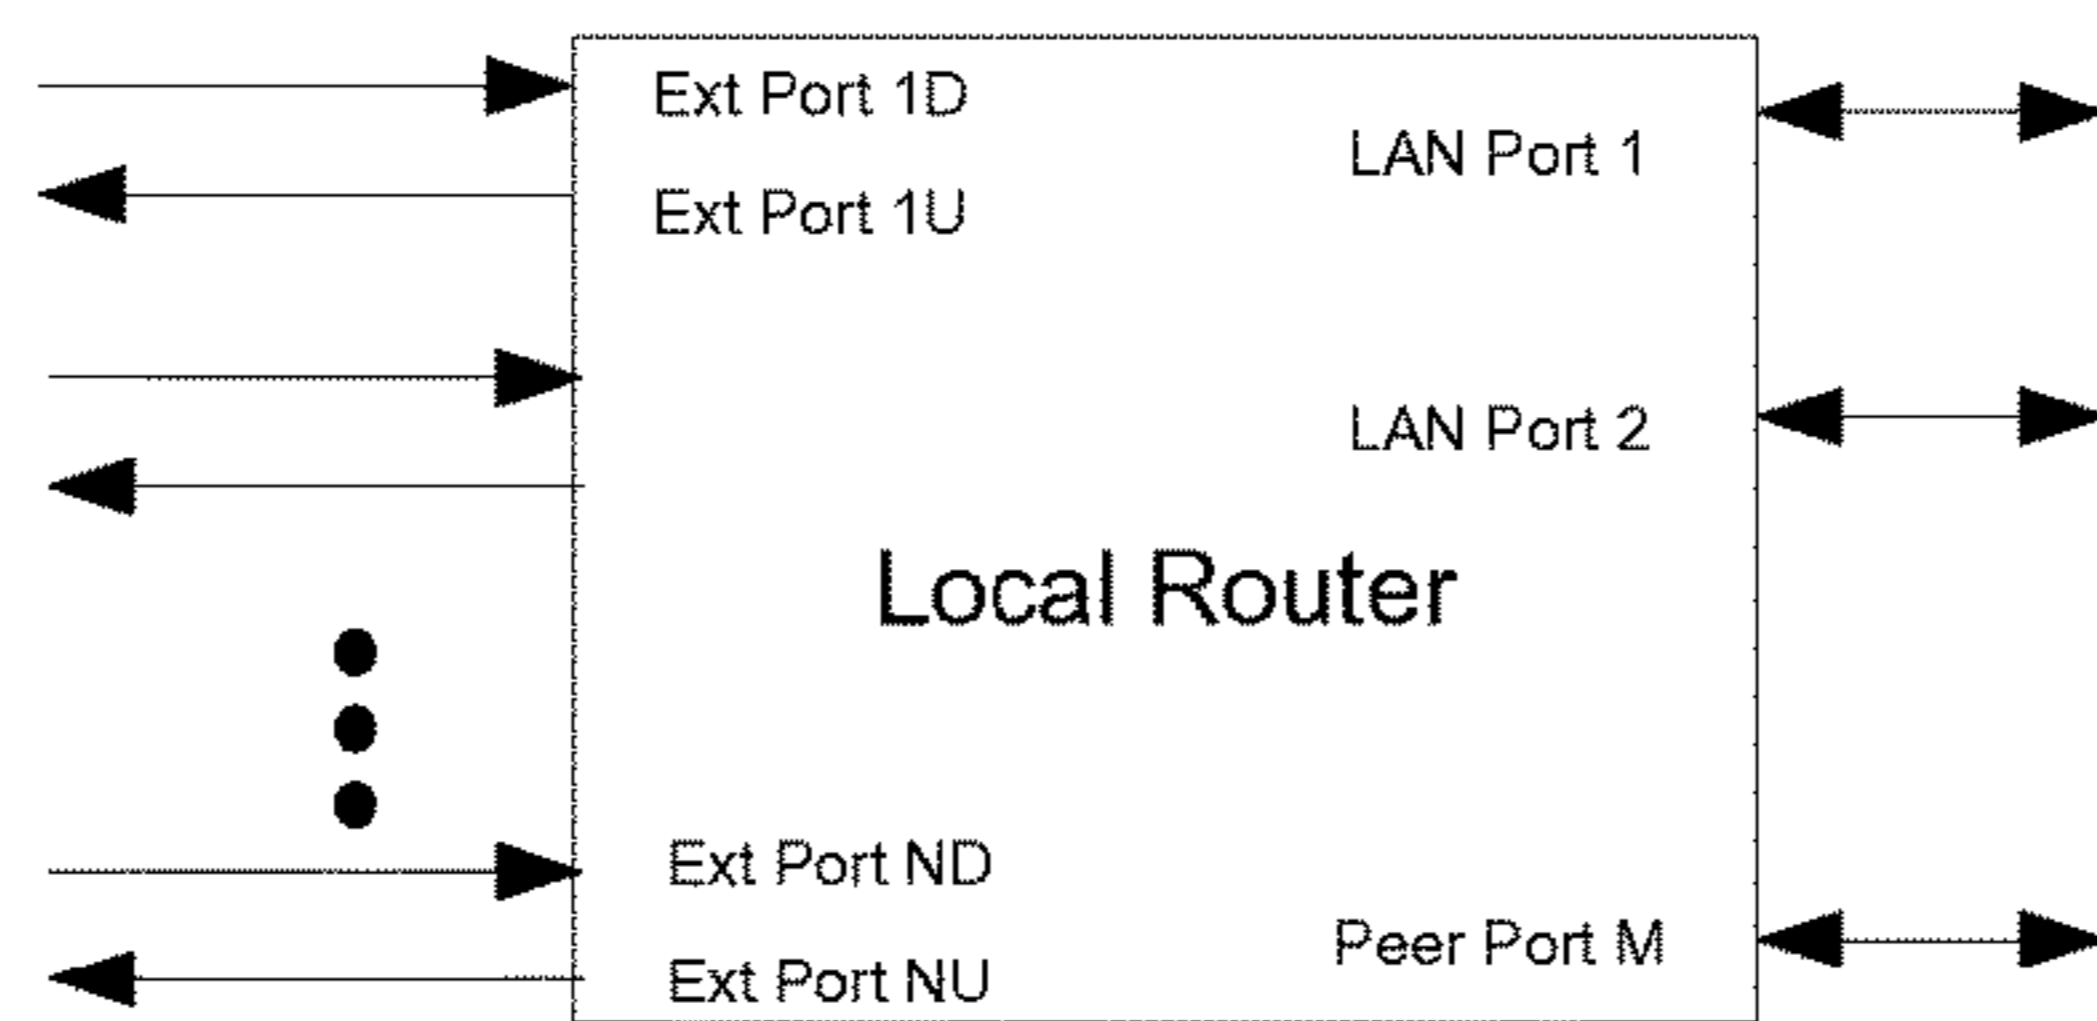 Ext Port 1D
LAN Port 1
Ext Port 1U
LAN Port 2
Local Router
Ext Port ND
Peer Port M
Ext Port NU